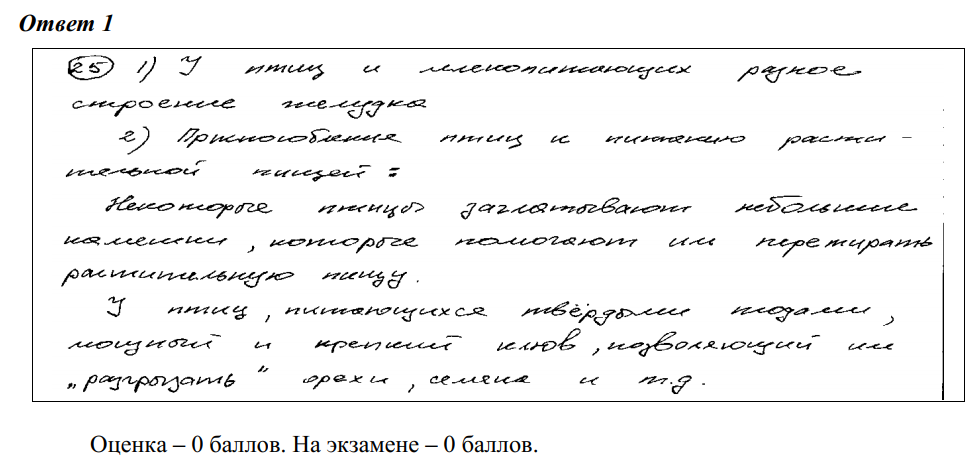 Ответ 1
25 1) У птиц и млекопитающих разное
строение желудка
2) Приспособление птиц к питанию расти-
тельной пищей:
Некоторые птицы заглатывают небольшие
камешки, которые помогают им перетирать
растительную пищу.
У птиц, питающихся твёрдыми плодами,
мощный и крепкий клюв, позволяющий им
„разгрызать“ орехи, семена и т.д.
Оценка – 0 баллов. На экзамене – 0 баллов.